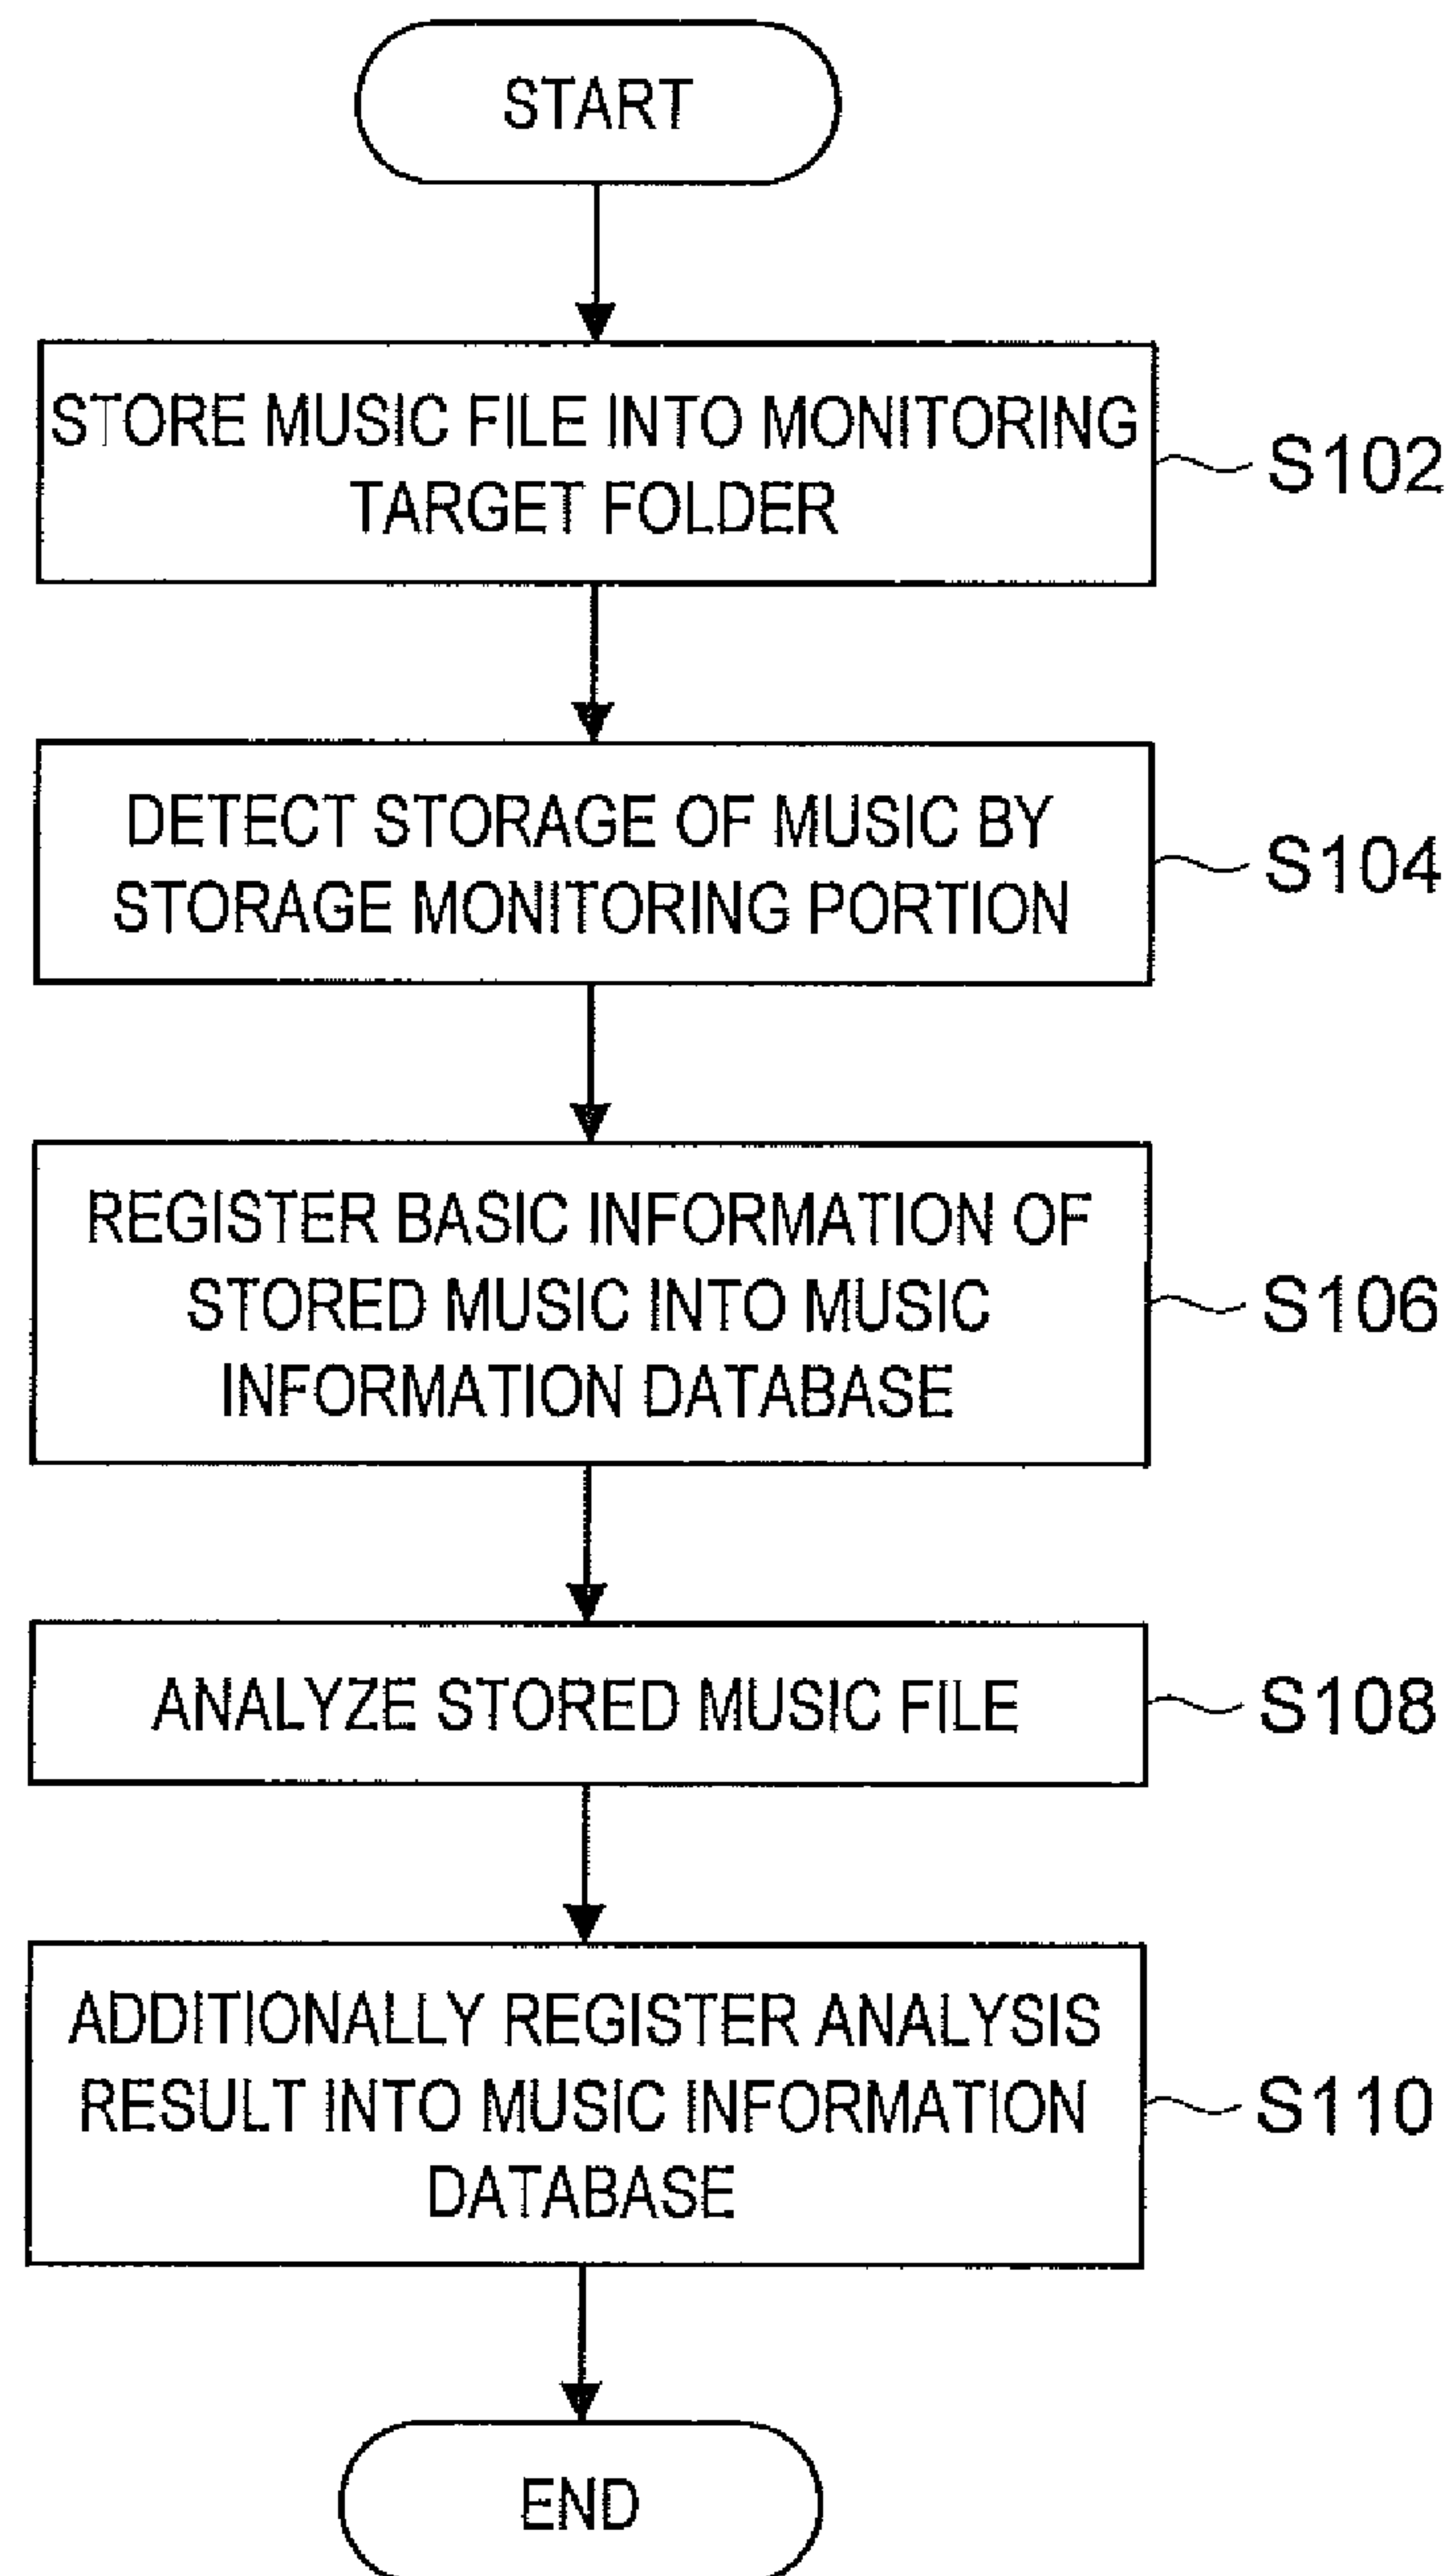 START
STORE MUSIC FILE INTO MONITORING
TARGET FOLDER
S102
DETECT STORAGE OF MUSIC BY
STORAGE MONITORING PORTION
S104
REGISTER BASIC INFORMATION OF
STORED MUSIC INTO MUSIC
INFORMATION DATABASE
S106
ANALYZE STORED MUSIC FILE
S108
ADDITIONALLY REGISTER ANALYSIS
RESULT INTO MUSIC INFORMATION
DATABASE
S110
END